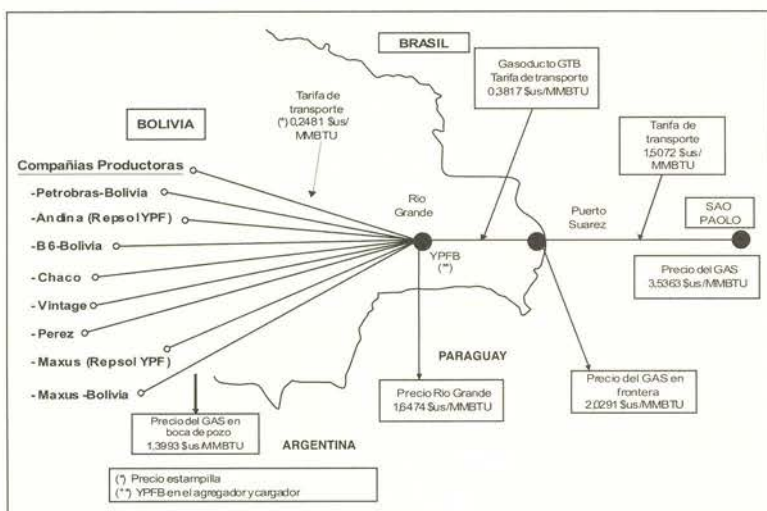 BRASIL
Gasoducto GTB
Tarifa de transporte
0,3817 $us/MMBTU
Tarifa de
transporte
(*) 0,2481 $us/
MMBTU
BOLIVIA
Tarifa de
transporte
1,5072 $us/
MMBTU
Compañias Productoras
-Petrobras-Bolivia
-Andina (Repsol YPF)
-B6-Bolivia
-Chaco
-Vintage
-Perez
-Maxus (Repsol YPF)
-Maxus -Bolivia
Rio
Grande
YPFB
(**)
Puerto
Suarez
SAO
PAOLO
Precio del GAS
3,5363 $us/MMBTU
PARAGUAY
Precio Rio Grande
1,6474 $us/MMBTU
Precio del GAS en
frontera
2,0291 $us/MMBTU
Precio del GAS en
boca de pozo
1,3993 $us/MMBTU
ARGENTINA
(*) Precio estampilla
(**) YPFB en el agregador y cargador